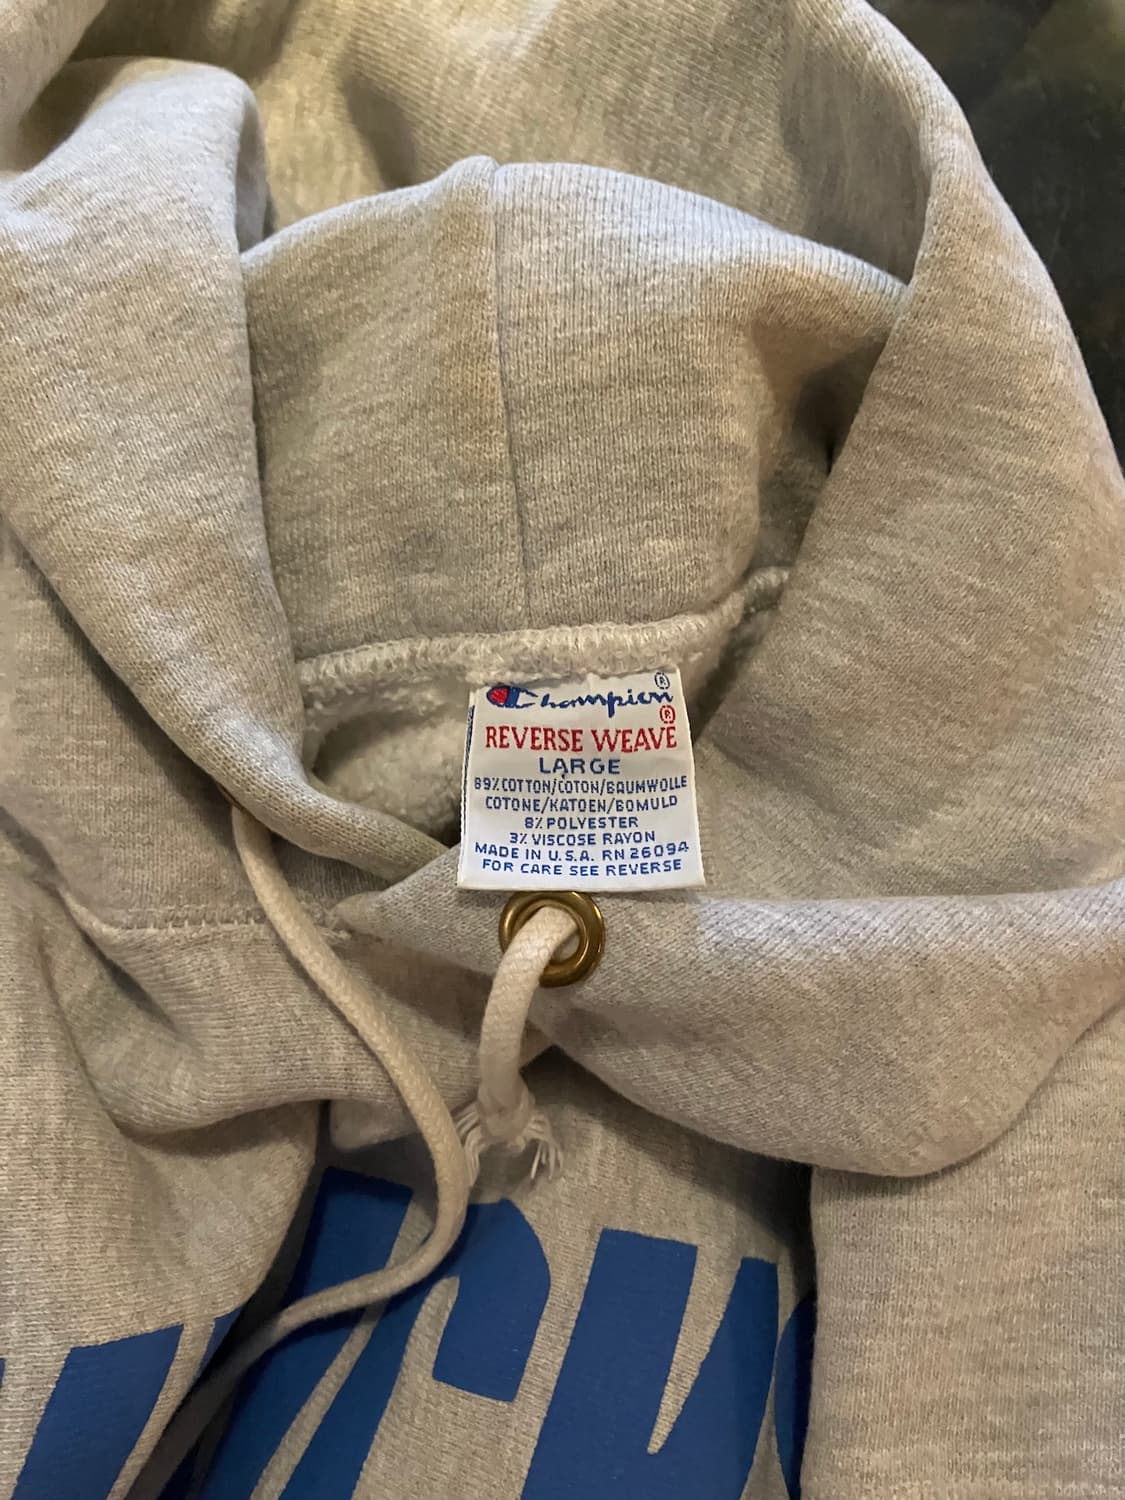 Champion®
REVERSE WEAVE®
LARGE
89% COTTON/COTON/BAUMWOLLE
COTONE/KATOEN/BOMULD
8% POLYESTER
3% VISCOSE RAYON
MADE IN U.S.A. RN 26094
FOR CARE SEE REVERSE